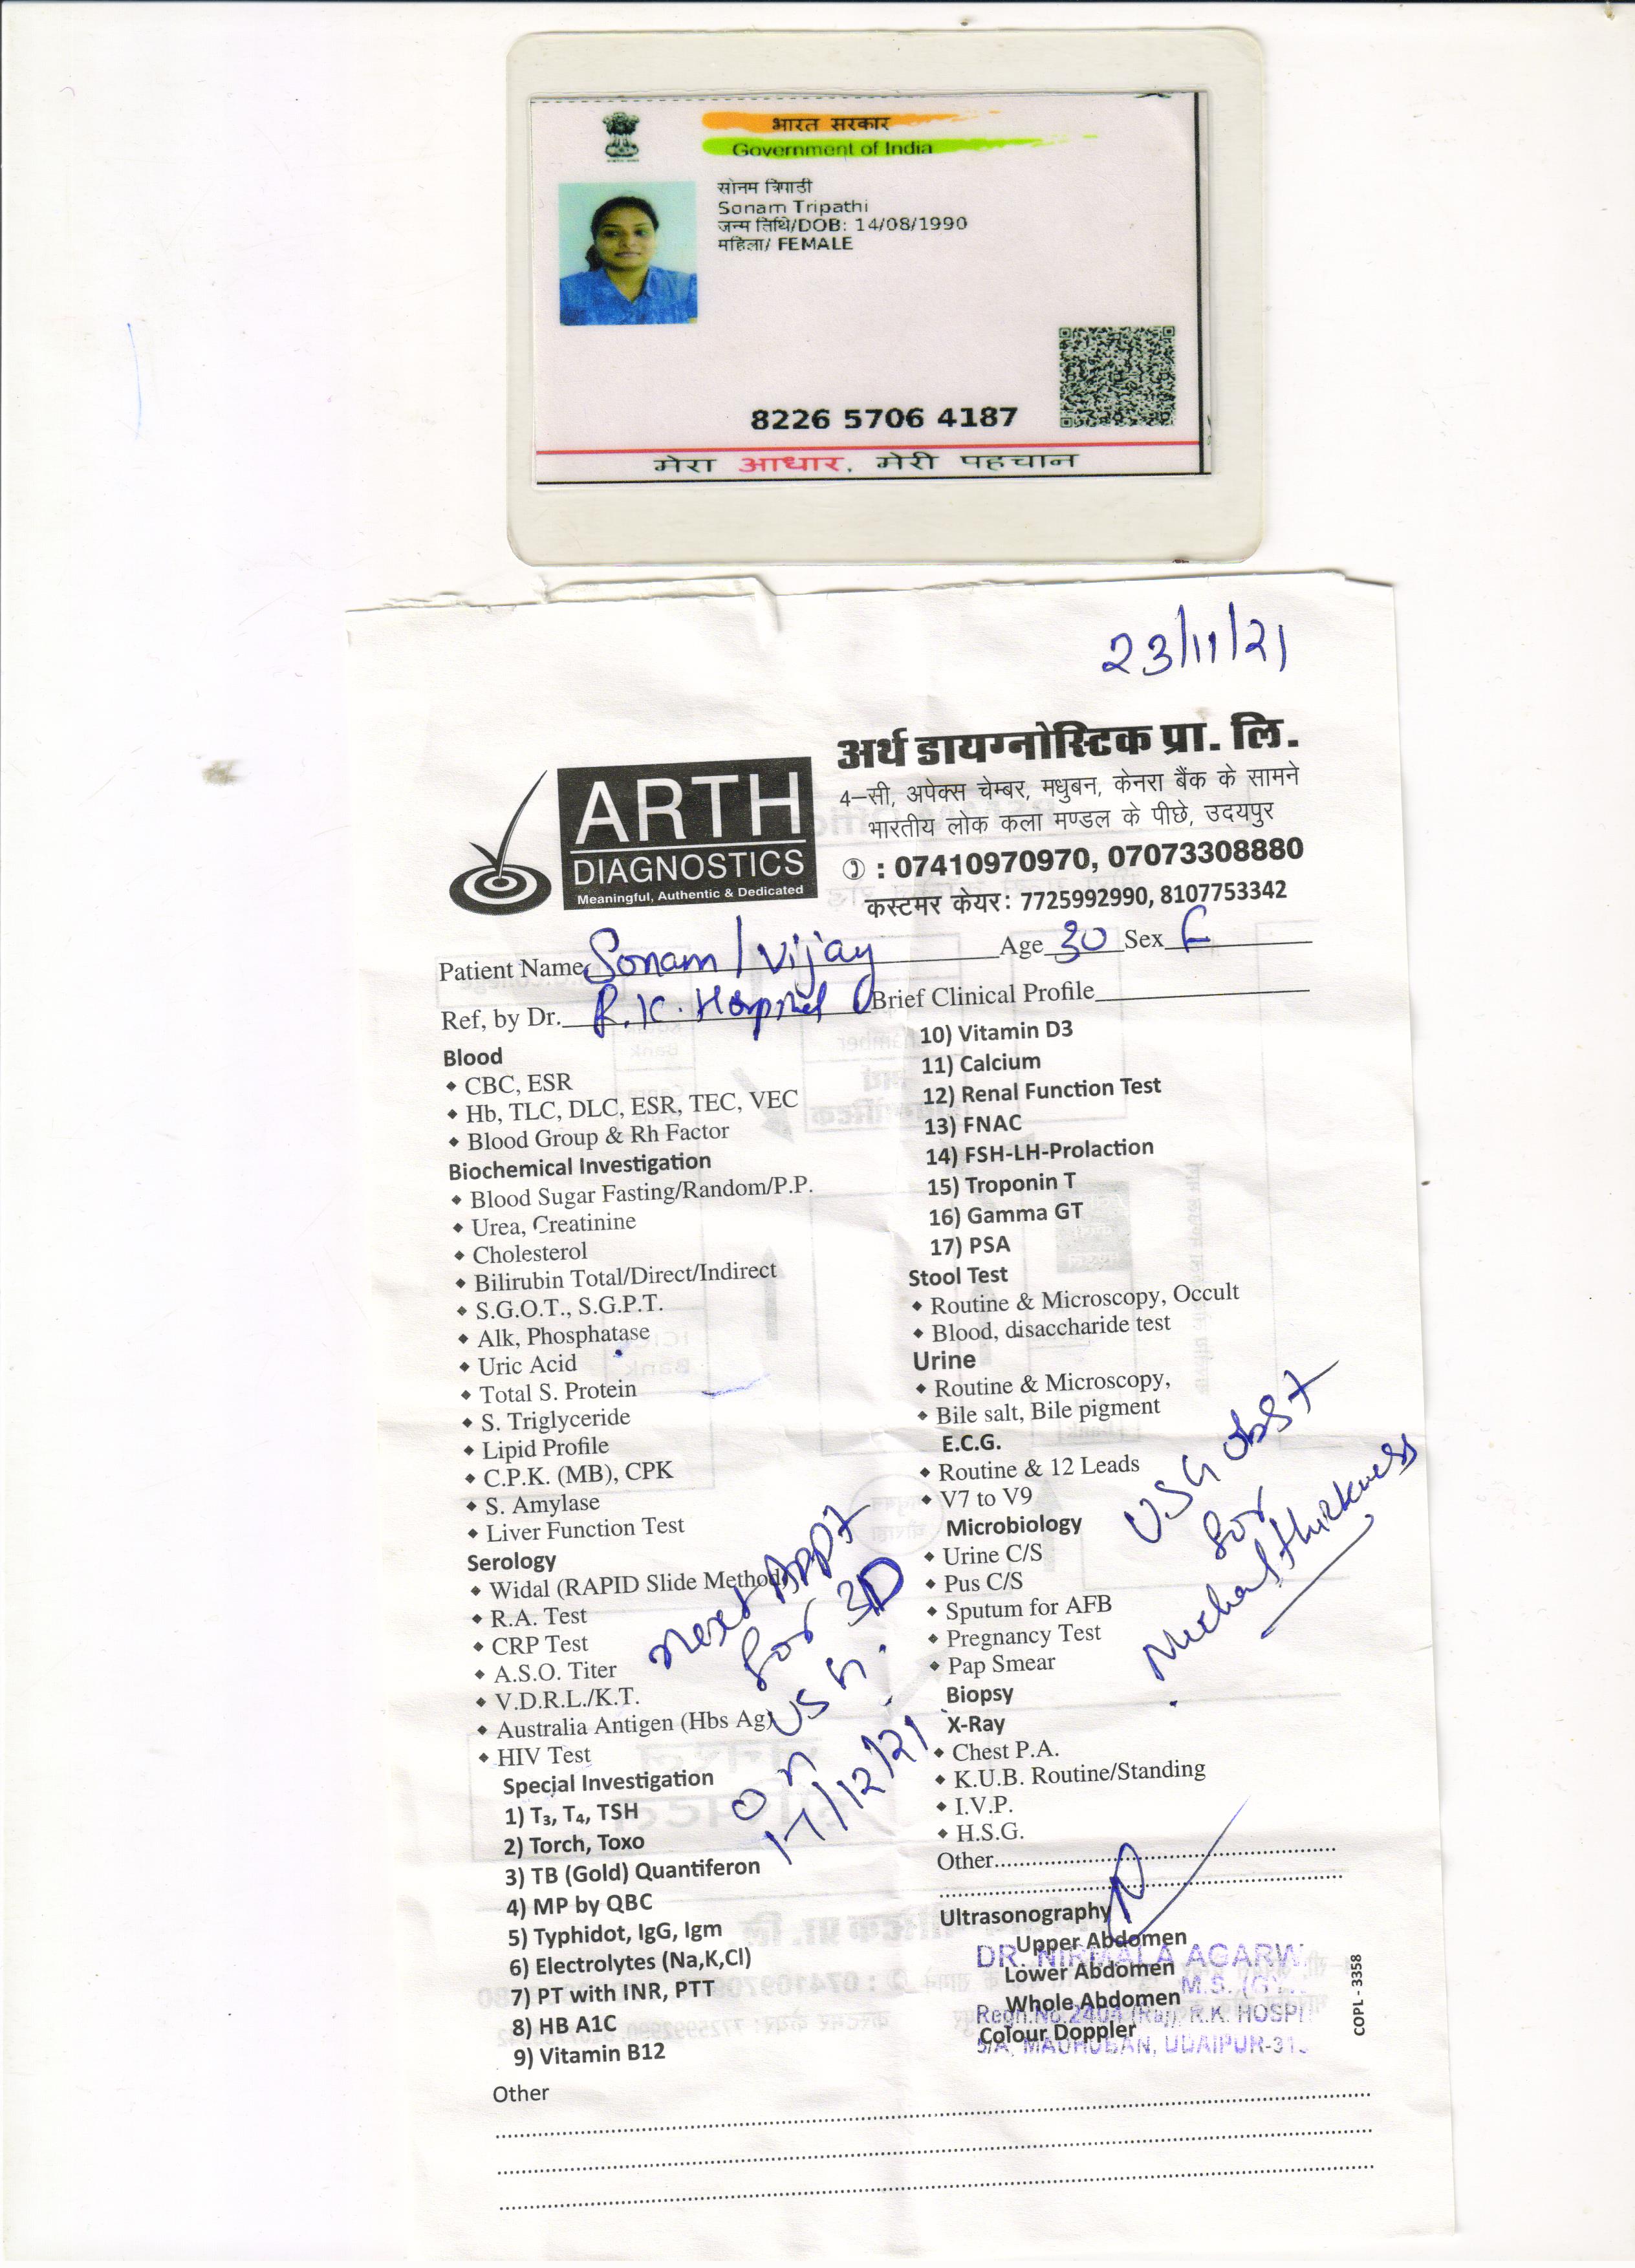 भारत सरकार
Government of India
सोनम त्रिपाठी
Sonam Tripathi
जन्म तिथि/DOB: 14/08/1990
महिला/ FEMALE
8226 5706 4187
मेरा आधार, मेरी पहचान
23/11/21
अर्थ डायग्नोस्टिक प्रा. लि.
4-सी, अपेक्स चेम्बर, मधुबन, केनरा बैंक के सामने
भारतीय लोक कला मण्डल के पीछे, उदयपुर
: 07410970970, 07073308880
कस्टमर केयर: 7725992990, 8107753342
ARTH
DIAGNOSTICS
Meaningful, Authentic & Dedicated
Patient Name Sonam / Vijay Age 30 Sex F
Ref, by Dr. R.K. Hospital Brief Clinical Profile
Blood
CBC, ESR
Hb, TLC, DLC, ESR, TEC, VEC
Blood Group & Rh Factor
Biochemical Investigation
Blood Sugar Fasting/Random/P.P.
Urea, Creatinine
Cholesterol
Bilirubin Total/Direct/Indirect
S.G.O.T., S.G.P.T.
Alk, Phosphatase
Uric Acid
Total S. Protein
S. Triglyceride
Lipid Profile
C.P.K. (MB), CPK
S. Amylase
Liver Function Test
Serology
Widal (RAPID Slide Method)
R.A. Test
CRP Test
A.S.O. Titer
V.D.R.L./K.T.
Australia Antigen (Hbs Ag)
HIV Test
Special Investigation
1) T3, T4, TSH
2) Torch, Toxo
3) TB (Gold) Quantiferon
4) MP by QBC
5) Typhidot, IgG, Igm
6) Electrolytes (Na,K,Cl)
7) PT with INR, PTT
8) HB A1C
9) Vitamin B12
Other
next Appt
for 3D
USG.
on
17/12/21
10) Vitamin D3
11) Calcium
12) Renal Function Test
13) FNAC
14) FSH-LH-Prolaction
15) Troponin T
16) Gamma GT
17) PSA
Stool Test
Routine & Microscopy, Occult
Blood, disaccharide test
Urine
Routine & Microscopy,
Bile salt, Bile pigment
E.C.G.
Routine & 12 Leads
V7 to V9
Microbiology
Urine C/S
Pus C/S
Sputum for AFB
Pregnancy Test
Pap Smear
Biopsy
X-Ray
Chest P.A.
K.U.B. Routine/Standing
I.V.P.
H.S.G.
Other
USG obst
for
Nuchal thickness
Ultrasonography
Upper Abdomen
Lower Abdomen
Whole Abdomen
Colour Doppler
DR. NIRMALA AGARW
M.S. (G)
Regn.No.2404 (Raj), R.K. HOSPI
5/A, MADHUBAN, UDAIPUR-31
COPL - 3358